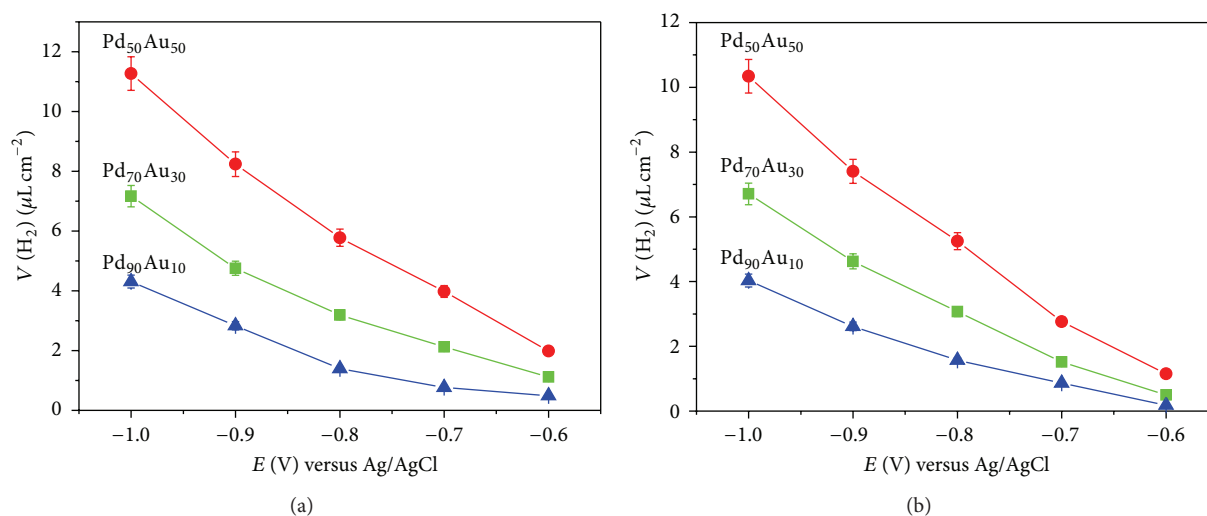 12
10
8
6
4
2
0
V (H₂) (μL cm⁻²)
Pd₅₀Au₅₀
Pd₇₀Au₃₀
Pd₉₀Au₁₀
−1.0 −0.9 −0.8 −0.7 −0.6
E (V) versus Ag/AgCl
(a)
12
10
8
6
4
2
0
V (H₂) (μL cm⁻²)
Pd₅₀Au₅₀
Pd₇₀Au₃₀
Pd₉₀Au₁₀
−1.0 −0.9 −0.8 −0.7 −0.6
E (V) versus Ag/AgCl
(b)